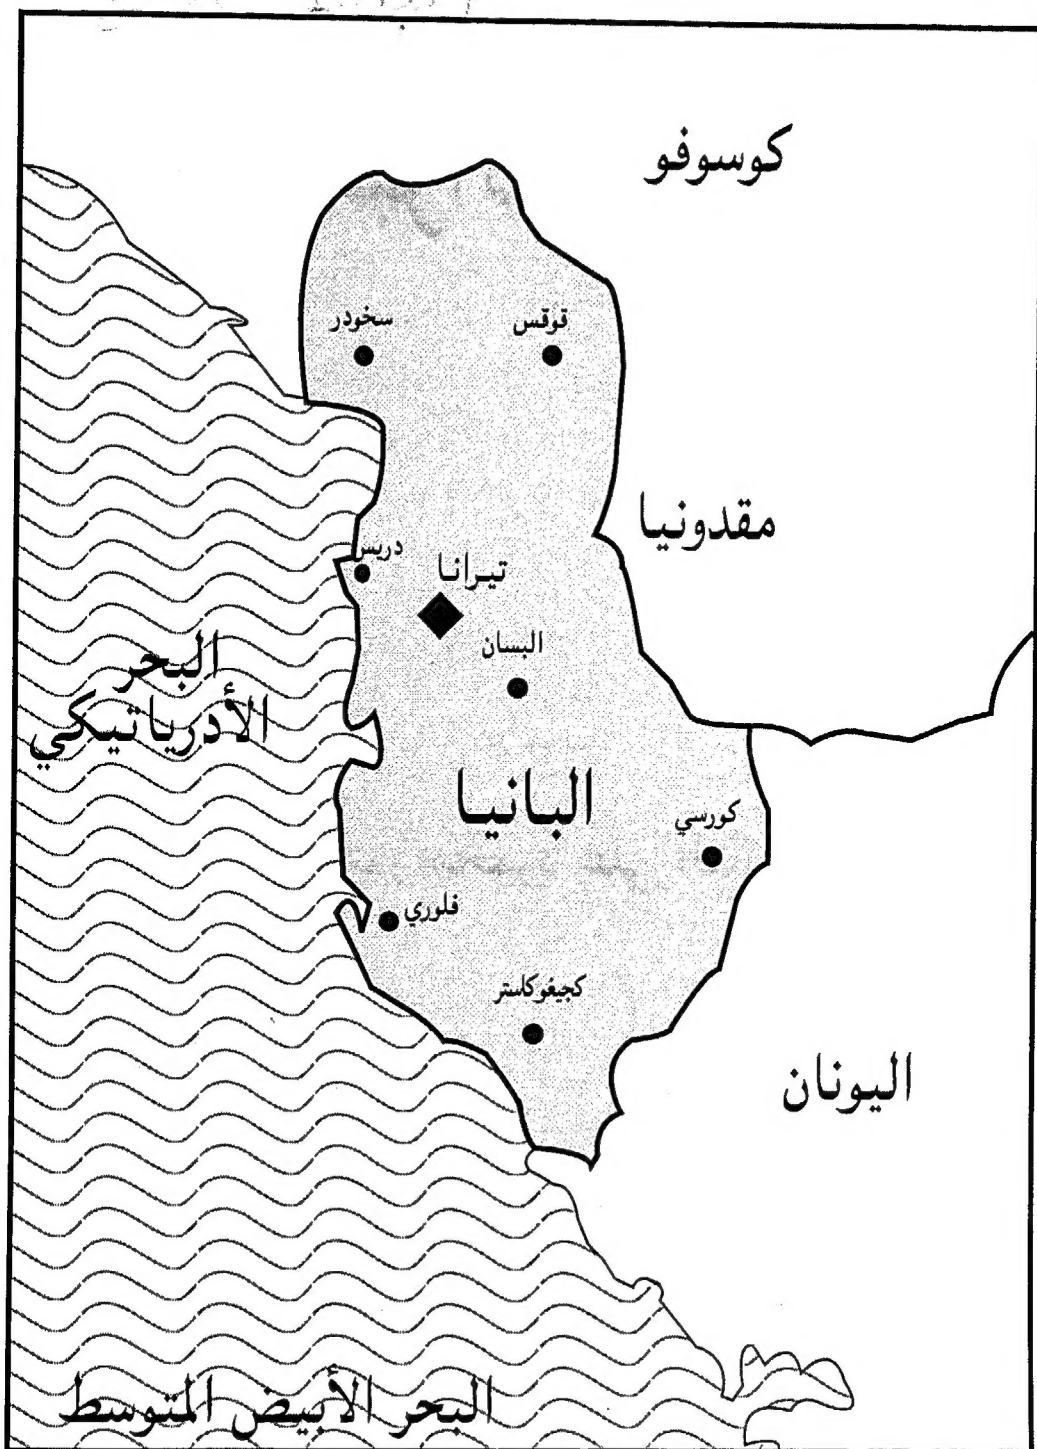 كوسوفو
سخودر
قوقس
مقدونيا
دريس
تيرانا
البسان
البحر
الأدرياتيكي
البانيا
كورسي
فلوري
كجيغوكاستر
اليونان
البحر الأبيض المتوسط